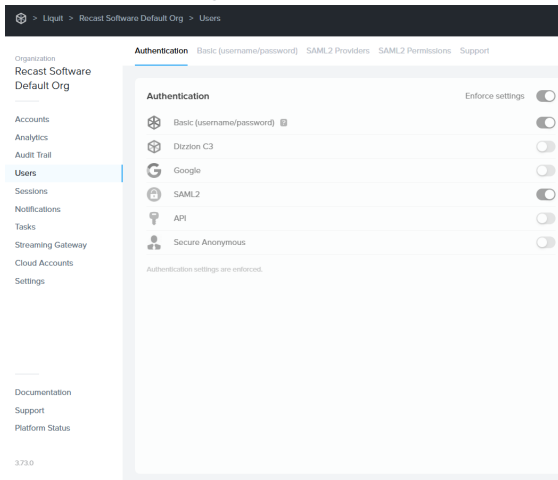 > Liquit > Recast Software Default Org > Users
Organization
Recast Software
Default Org
Accounts
Analytics
Audit Trail
Users
Sessions
Notifications
Tasks
Streaming Gateway
Cloud Accounts
Settings
Documentation
Support
Platform Status
3.73.0
Authentication Basic (username/password) SAML2 Providers SAML2 Permissions Support
Authentication Enforce settings
Basic (username/password) ?
Dizzion C3
Google
SAML2
API
Secure Anonymous
Authentication settings are enforced.